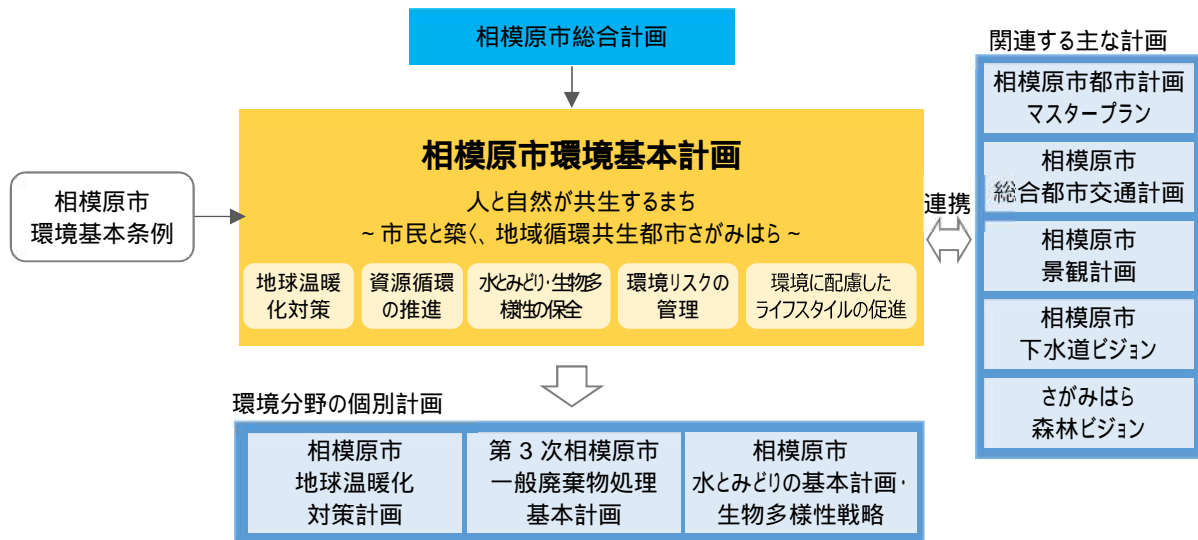 相模原市総合計画
相模原市
環境基本条例
相模原市環境基本計画
人と自然が共生するまち
~ 市民と築く、地域循環共生都市さがみはら ~
地球温暖
化対策
資源循環
の推進
水とみどり・生物多
様性の保全
環境リスクの
管理
環境に配慮した
ライフスタイルの促進
連携
関連する主な計画
相模原市都市計画
マスタープラン
相模原市
総合都市交通計画
相模原市
景観計画
相模原市
下水道ビジョン
さがみはら
森林ビジョン
環境分野の個別計画
相模原市
地球温暖化
対策計画
第3次相模原市
一般廃棄物処理
基本計画
相模原市
水とみどりの基本計画・
生物多様性戦略